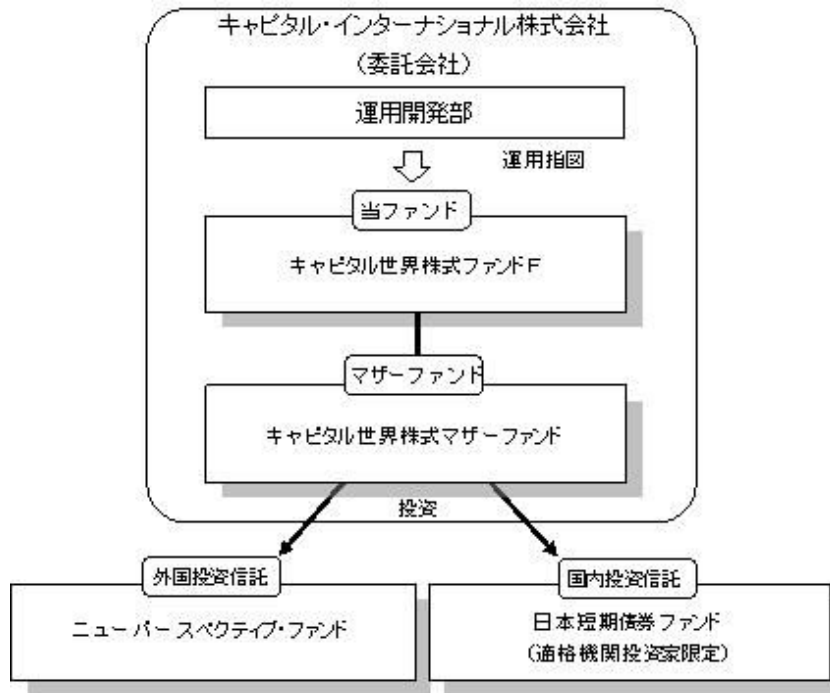 キャピタル・インターナショナル株式会社
（委託会社）
運用開発部
運用指図
当ファンド
キャピタル世界株式ファンドF
マザーファンド
キャピタル世界株式マザーファンド
投資
外国投資信託
国内投資信託
ニューパースペクティブ・ファンド
日本短期債券ファンド
（適格機関投資家限定）